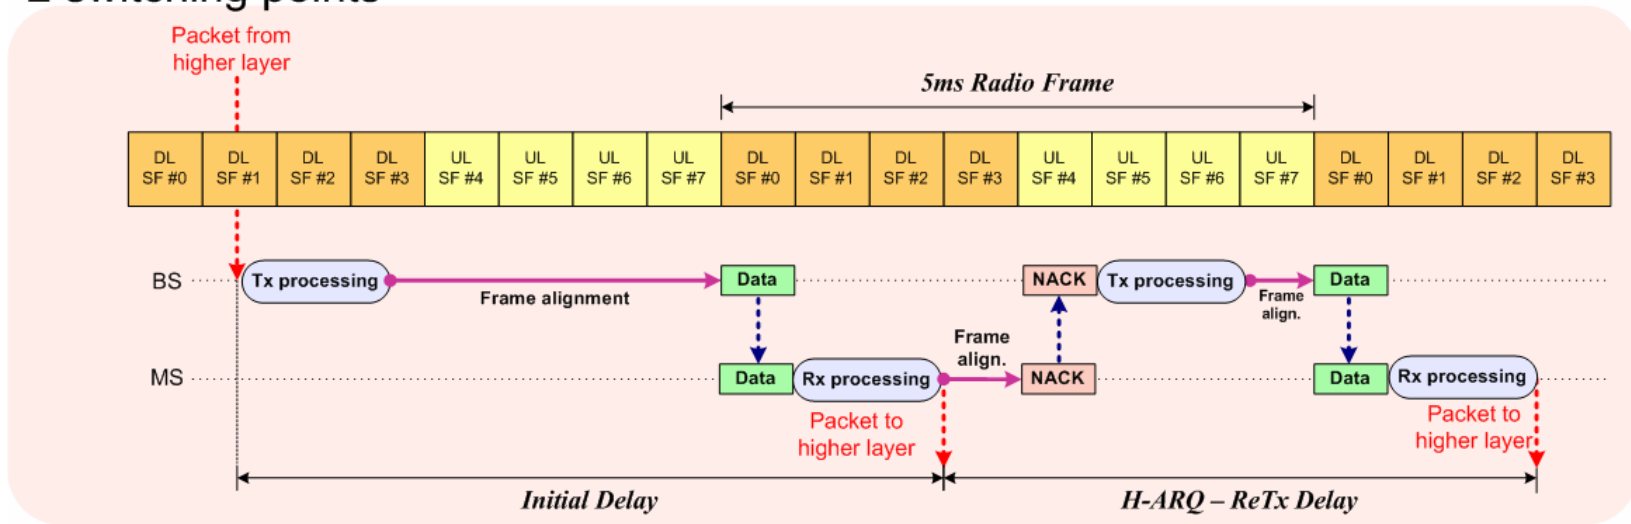 2 switching points
Packet from
higher layer
5ms Radio Frame
DL SF #0 DL SF #1 DL SF #2 DL SF #3 UL SF #4 UL SF #5 UL SF #6 UL SF #7 DL SF #0 DL SF #1 DL SF #2 DL SF #3 UL SF #4 UL SF #5 UL SF #6 UL SF #7 DL SF #0 DL SF #1 DL SF #2 DL SF #3
BS Tx processing Data NACK Tx processing Data
Frame alignment
Frame
align.
Frame
align.
MS Data Rx processing NACK Data Rx processing
Packet to
higher layer
Packet to
higher layer
Initial Delay
H-ARQ – ReTx Delay